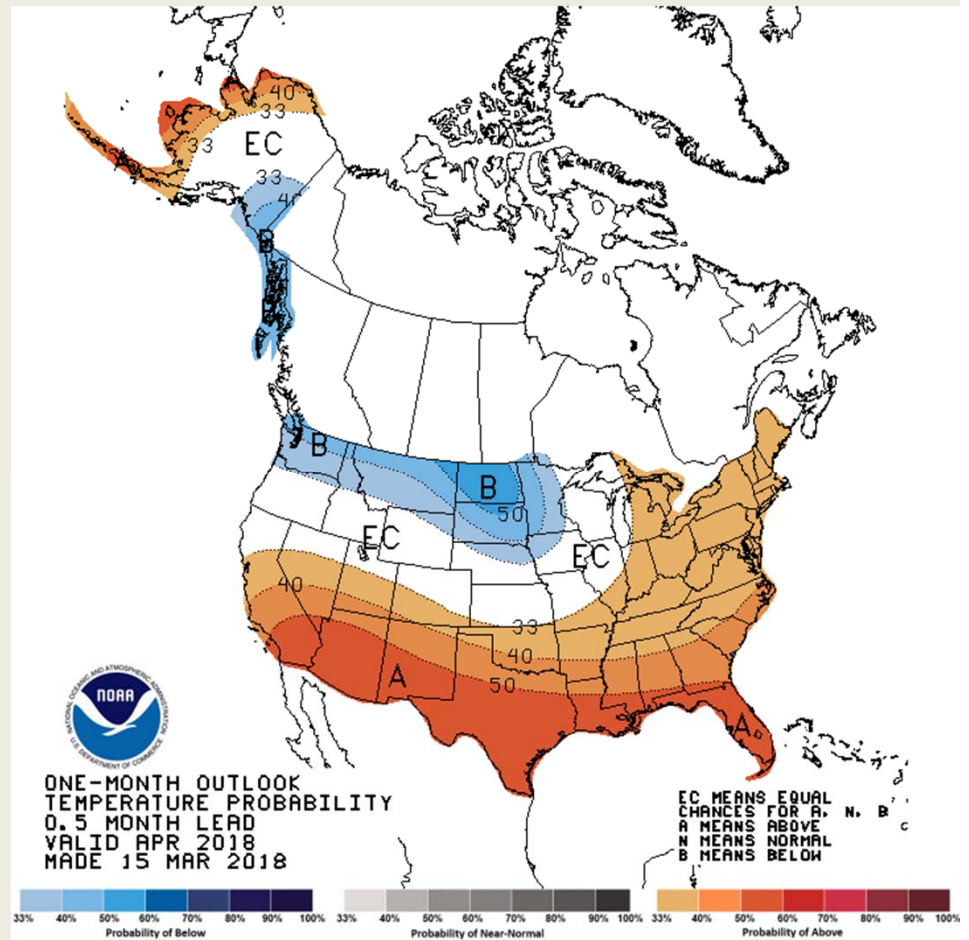 40
33
33
EC
33
40
B
B
B
B
50
EC
EC
40
33
40
50
A
A
NATIONAL OCEANIC AND ATMOSPHERIC ADMINISTRATION
NOAA
U.S. DEPARTMENT OF COMMERCE
ONE-MONTH OUTLOOK
TEMPERATURE PROBABILITY
0.5 MONTH LEAD
VALID APR 2018
MADE 15 MAR 2018
EC MEANS EQUAL
CHANCES FOR A, N, B
A MEANS ABOVE
N MEANS NORMAL
B MEANS BELOW
33% 40% 50% 60% 70% 80% 90% 100%
Probability of Below
33% 40% 50% 60% 70% 80% 90% 100%
Probability of Near-Normal
33% 40% 50% 60% 70% 80% 90% 100%
Probability of Above